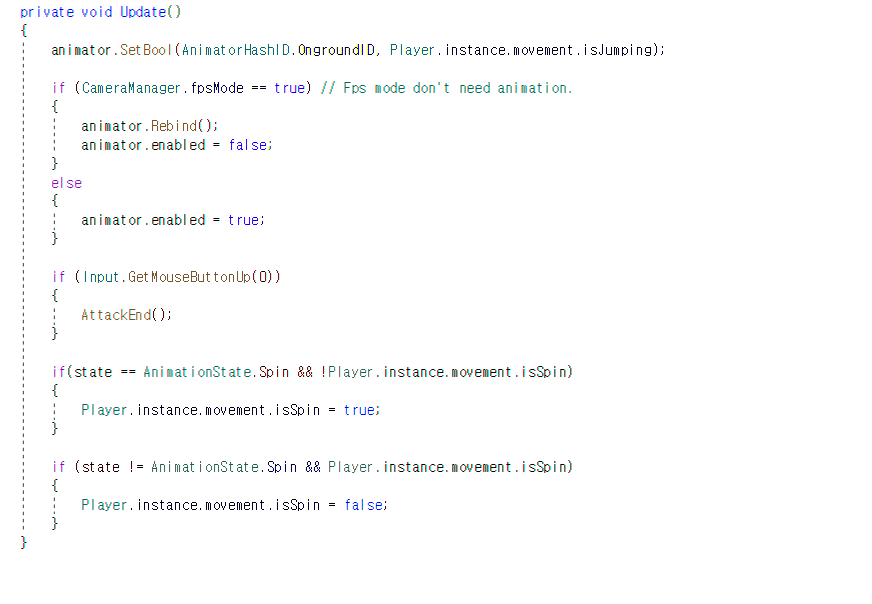 private void Update()
{
animator.SetBool(AnimatorHashID.OngroundID, Player.instance.movement.isJumping);
if (CameraManager.fpsMode == true) // Fps mode don't need animation.
{
animator.Rebind();
animator.enabled = false;
}
else
{
animator.enabled = true;
}
if (Input.GetMouseButtonUp(0))
{
AttackEnd();
}
if(state == AnimationState.Spin && !Player.instance.movement.isSpin)
{
Player.instance.movement.isSpin = true;
}
if (state != AnimationState.Spin && Player.instance.movement.isSpin)
{
Player.instance.movement.isSpin = false;
}
}